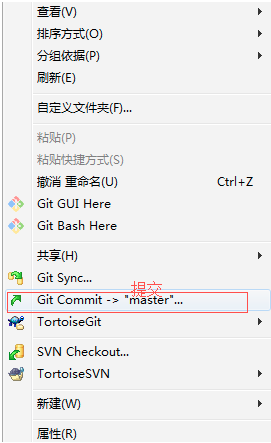 查看(V)
排序方式(O)
分组依据(P)
刷新(E)
自定义文件夹(F)...
粘贴(P)
粘贴快捷方式(S)
撤消 重命名(U) Ctrl+Z
Git GUI Here
Git Bash Here
共享(H)
Git Sync...
提交
Git Commit -> "master"...
TortoiseGit
SVN Checkout...
TortoiseSVN
新建(W)
属性(R)